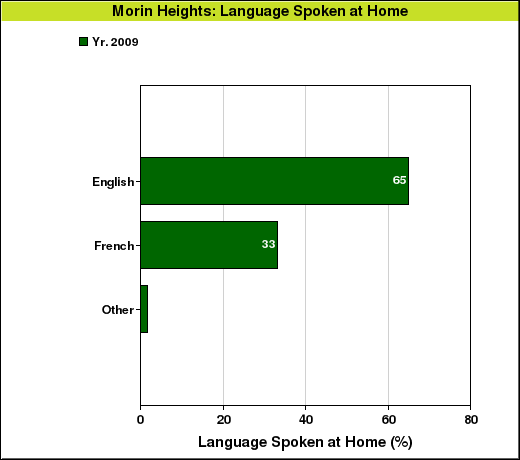 Morin Heights: Language Spoken at Home
Yr. 2009
English 65
French 33
Other
0 20 40 60 80
Language Spoken at Home (%)